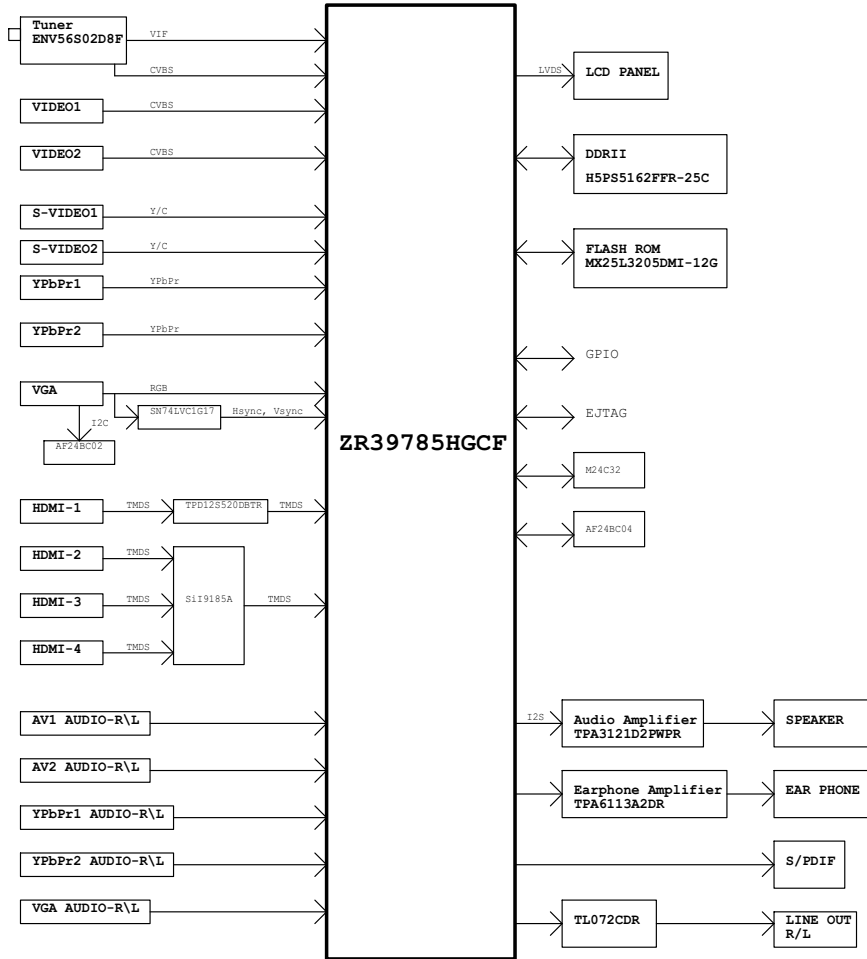 Tuner
ENV56S02D8F
VIF
CVBS
VIDEO1
CVBS
VIDEO2
CVBS
S-VIDEO1
Y/C
S-VIDEO2
Y/C
YPbPr1
YPbPr
YPbPr2
YPbPr
VGA
RGB
SN74LVC1G17
Hsync, Vsync
I2C
AF24BC02
HDMI-1
TMDS
TPD12S520DBTR
TMDS
HDMI-2
TMDS
HDMI-3
TMDS
SiI9185A
TMDS
HDMI-4
TMDS
AV1 AUDIO-R\L
AV2 AUDIO-R\L
YPbPr1 AUDIO-R\L
YPbPr2 AUDIO-R\L
VGA AUDIO-R\L
ZR39785HGCF
LVDS
LCD PANEL
DDRII
H5PS5162FFR-25C
FLASH ROM
MX25L3205DMI-12G
GPIO
EJTAG
M24C32
AF24BC04
I2S
Audio Amplifier
TPA3121D2PWPR
SPEAKER
Earphone Amplifier
TPA6113A2DR
EAR PHONE
S/PDIF
TL072CDR
LINE OUT
R/L